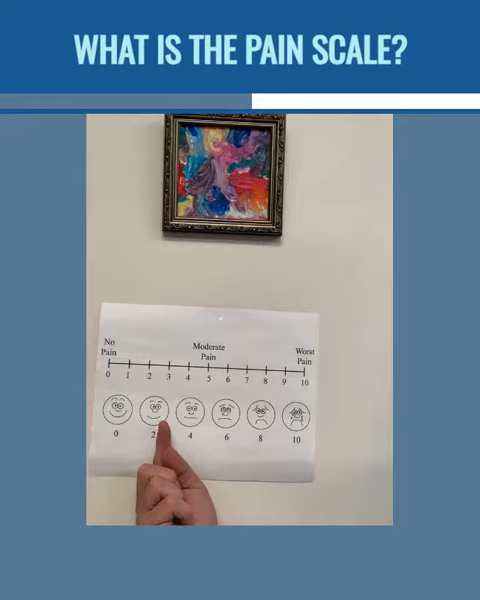 WHAT IS THE PAIN SCALE?
No Pain
Moderate Pain
Worst Pain
0 1 2 3 4 5 6 7 8 9 10
0 2 4 6 8 10